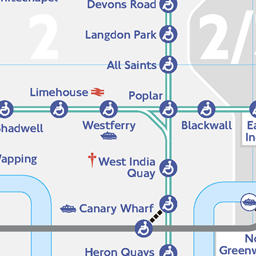 Devons Road
2
2/
Langdon Park
All Saints
Limehouse
Poplar
Shadwell
Westferry
Blackwall
West India
Quay
Wapping
Canary Wharf
Heron Quays